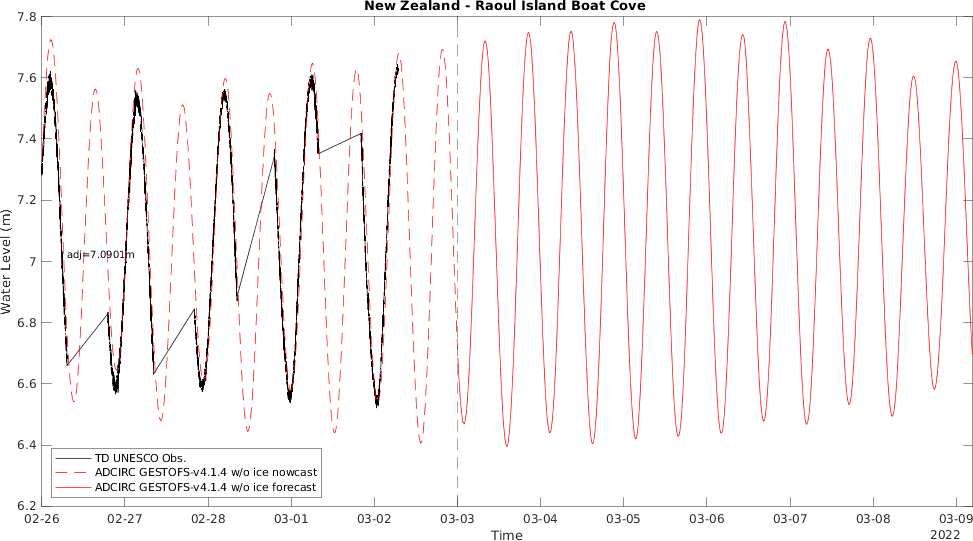 New Zealand - Raoul Island Boat Cove
7.8
7.6
7.4
7.2
7
6.8
6.6
6.4
6.2
Water Level (m)
adj=7.0901m
TD UNESCO Obs.
ADCIRC GESTOFS-v4.1.4 w/o ice nowcast
ADCIRC GESTOFS-v4.1.4 w/o ice forecast
02-26 02-27 02-28 03-01 03-02 03-03 03-04 03-05 03-06 03-07 03-08 03-09
Time
2022